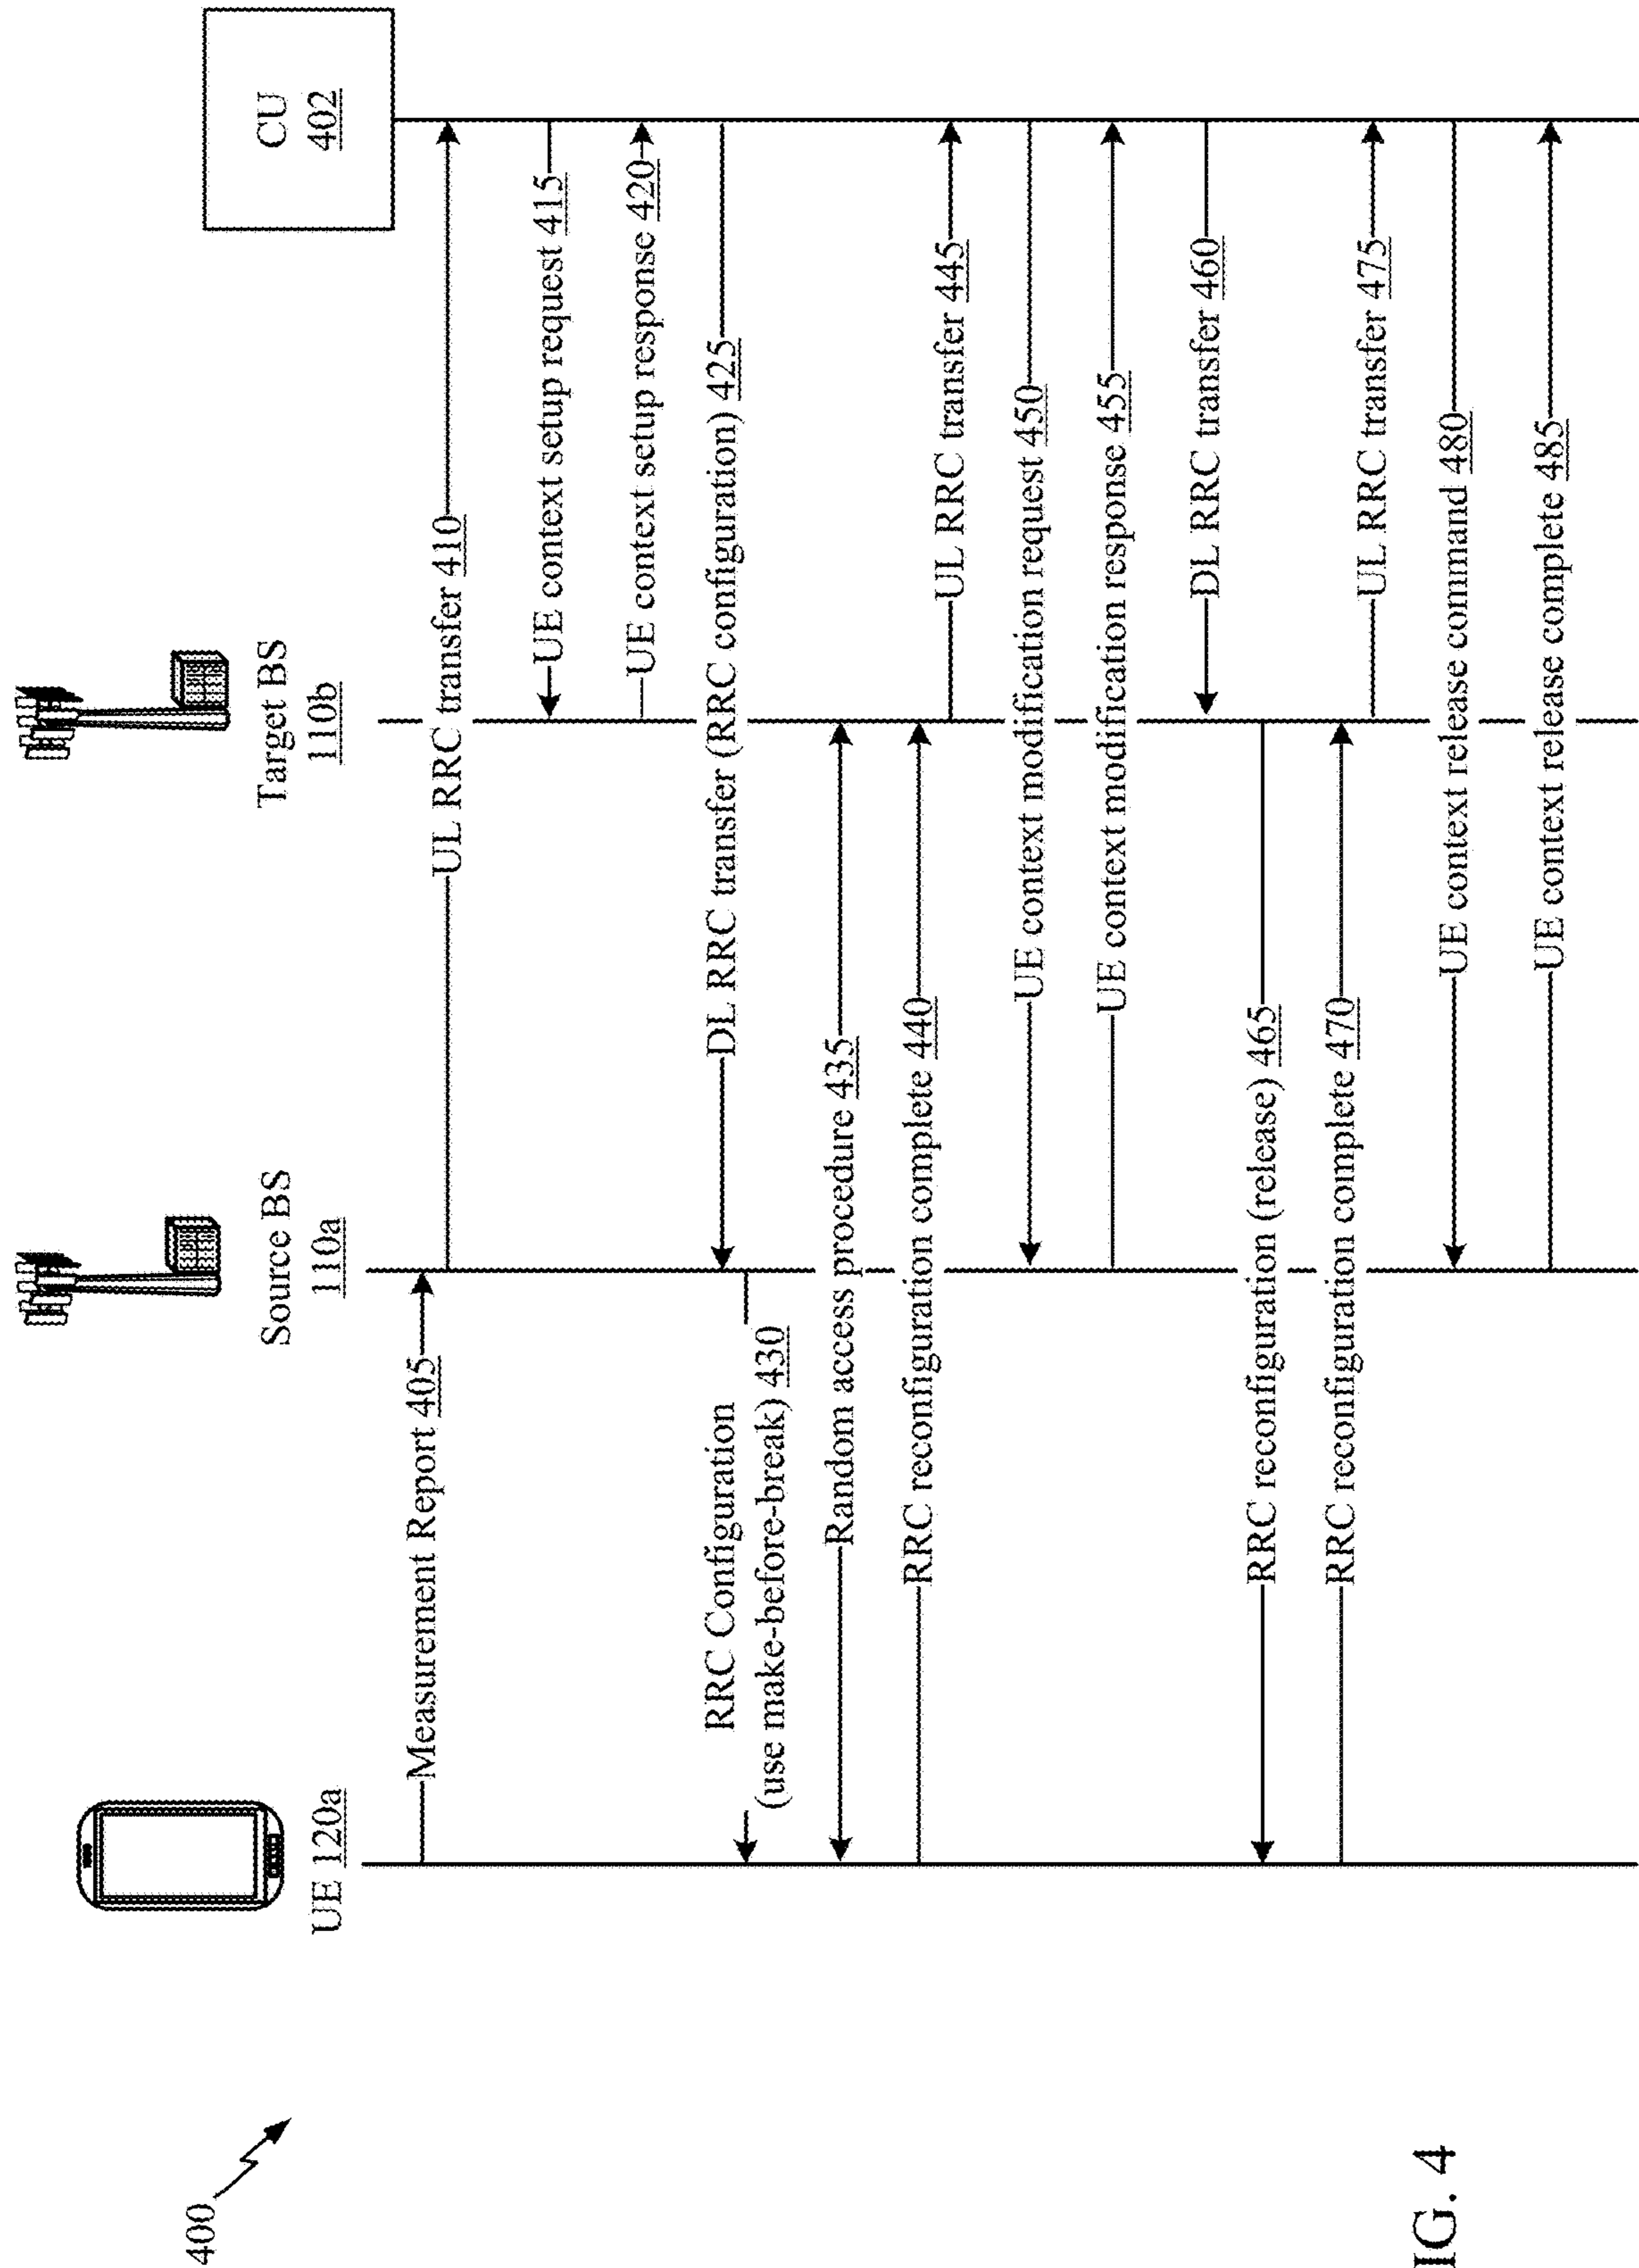 400
UE 120a
Source BS
110a
Target BS
110b
CU
402
Measurement Report 405
UL RRC transfer 410
UE context setup request 415
UE context setup response 420
DL RRC transfer (RRC configuration) 425
RRC Configuration
(use make-before-break) 430
Random access procedure 435
RRC reconfiguration complete 440
UL RRC transfer 445
UE context modification request 450
UE context modification response 455
DL RRC transfer 460
RRC reconfiguration (release) 465
RRC reconfiguration complete 470
UL RRC transfer 475
UE context release command 480
UE context release complete 485
IG. 4